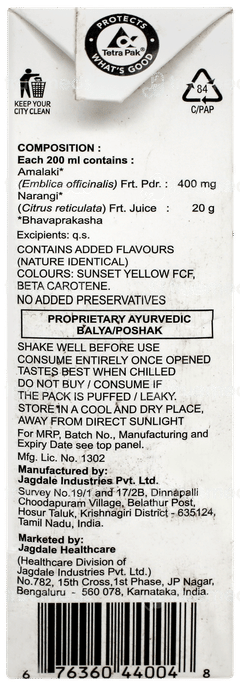 PROTECTS
Tetra Pak®
WHAT'S GOOD
KEEP YOUR
CITY CLEAN
84
C/PAP
COMPOSITION :
Each 200 ml contains :
Amalaki*
(Emblica officinalis) Frt. Pdr. : 400 mg
Narangi*
(Citrus reticulata) Frt. Juice : 20 g
*Bhavaprakasha
Excipients: q.s.
CONTAINS ADDED FLAVOURS
(NATURE IDENTICAL)
COLOURS: SUNSET YELLOW FCF,
BETA CAROTENE.
NO ADDED PRESERVATIVES
PROPRIETARY AYURVEDIC
BALYA/POSHAK
SHAKE WELL BEFORE USE
CONSUME ENTIRELY ONCE OPENED
TASTES BEST WHEN CHILLED
DO NOT BUY / CONSUME IF
THE PACK IS PUFFED / LEAKY.
STORE IN A COOL AND DRY PLACE,
AWAY FROM DIRECT SUNLIGHT
For MRP, Batch No., Manufacturing and
Expiry Date see top panel.
Mfg. Lic. No. 1302
Manufactured by:
Jagdale Industries Pvt. Ltd.
Survey No.19/1 and 17/2B, Dinnapalli
Choodapuram Village, Belathur Post,
Hosur Taluk, Krishnagiri District - 635124,
Tamil Nadu, India.
Marketed by:
Jagdale Healthcare
(Healthcare Division of
Jagdale Industries Pvt. Ltd.)
No.782, 15th Cross,1st Phase, JP Nagar,
Bengaluru - 560 078, Karnataka, India.
6 76360 44004 8